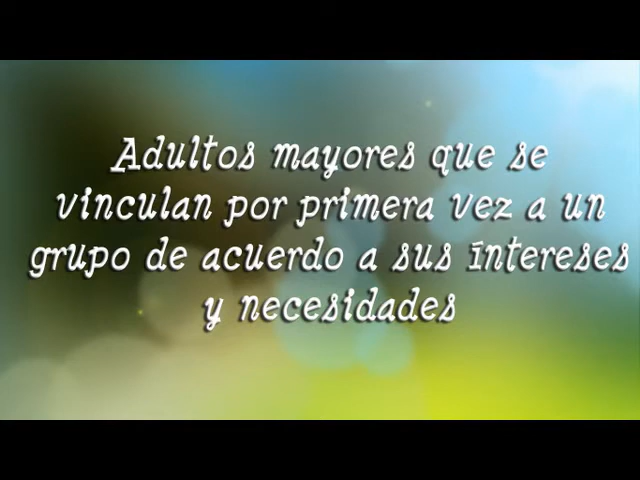 Adultos mayores que se
vinculan por primera vez a un
grupo de acuerdo a sus intereses
y necesidades